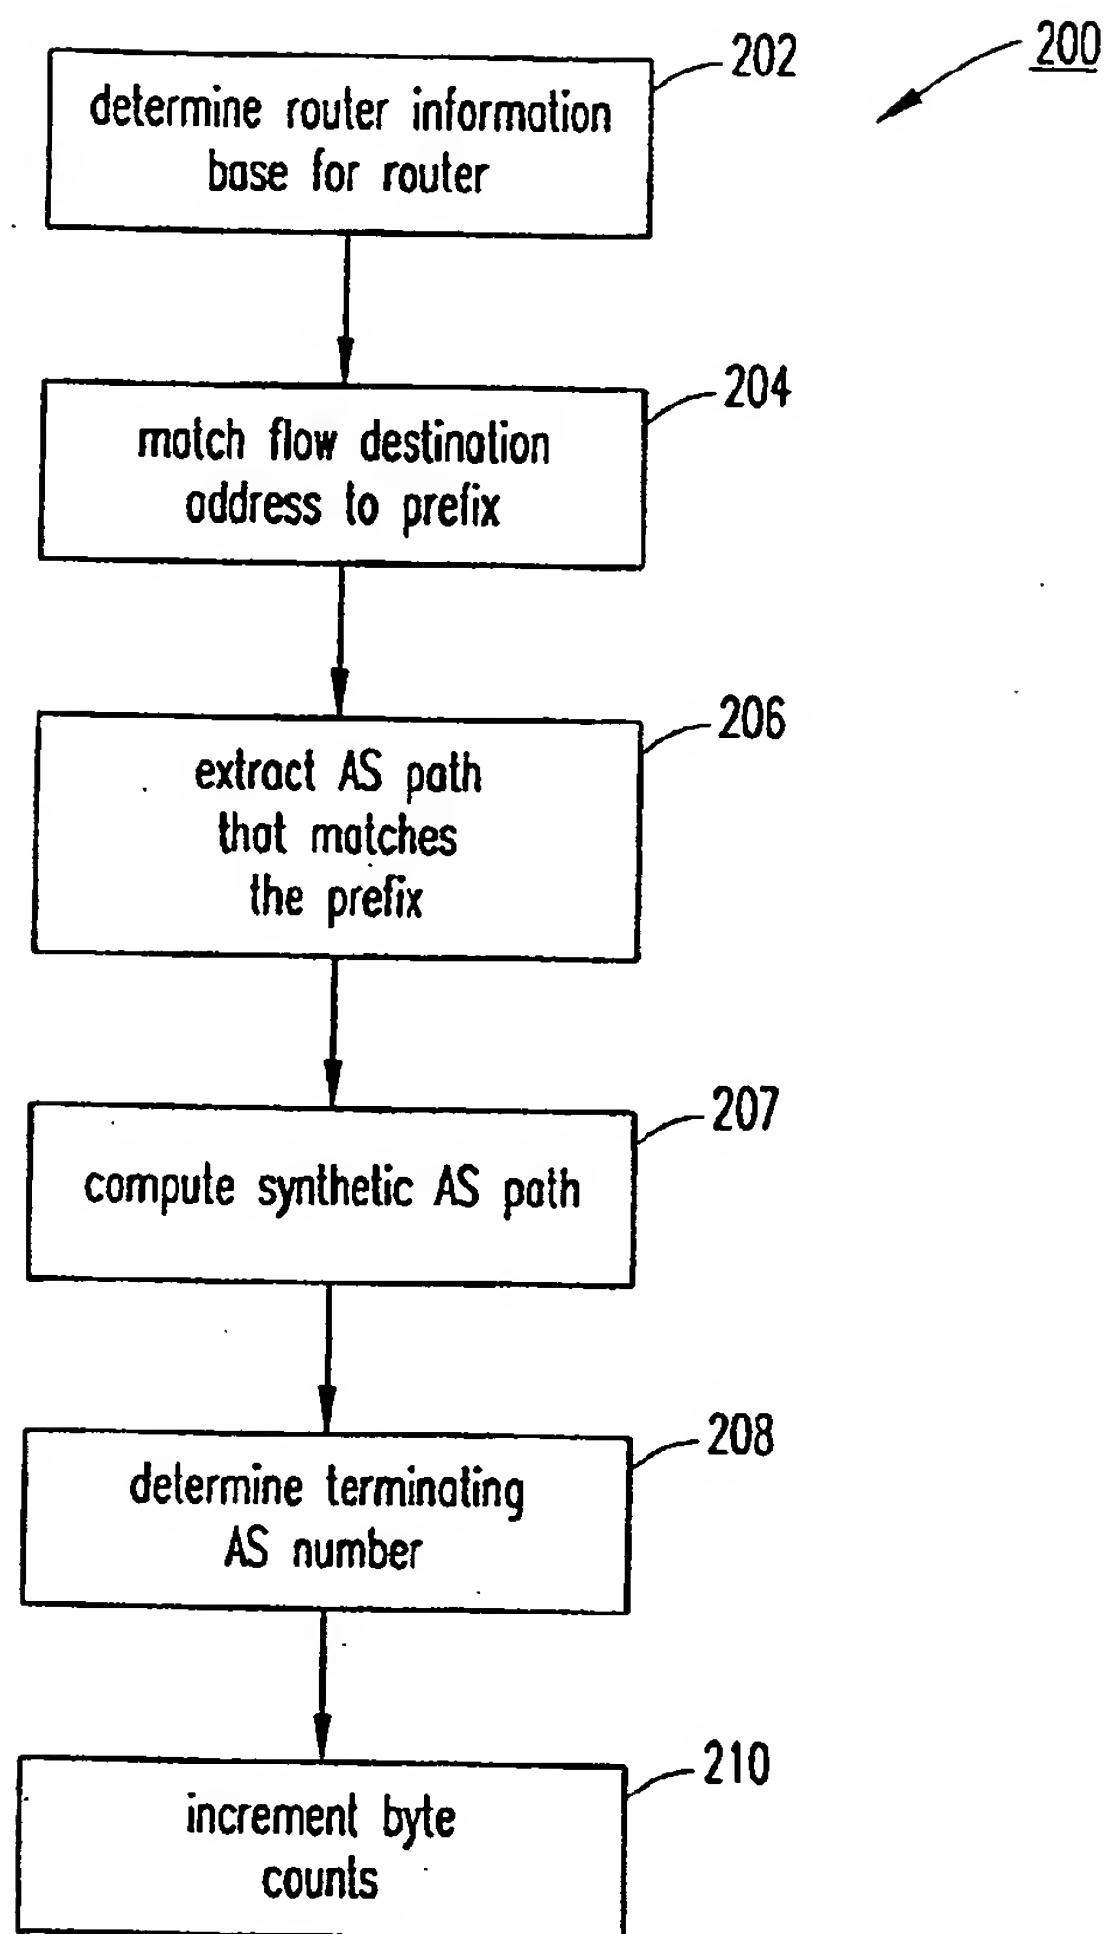 200
202
determine router information
base for router
204
match flow destination
address to prefix
206
extract AS path
that matches
the prefix
207
compute synthetic AS path
208
determine terminating
AS number
210
increment byte
counts